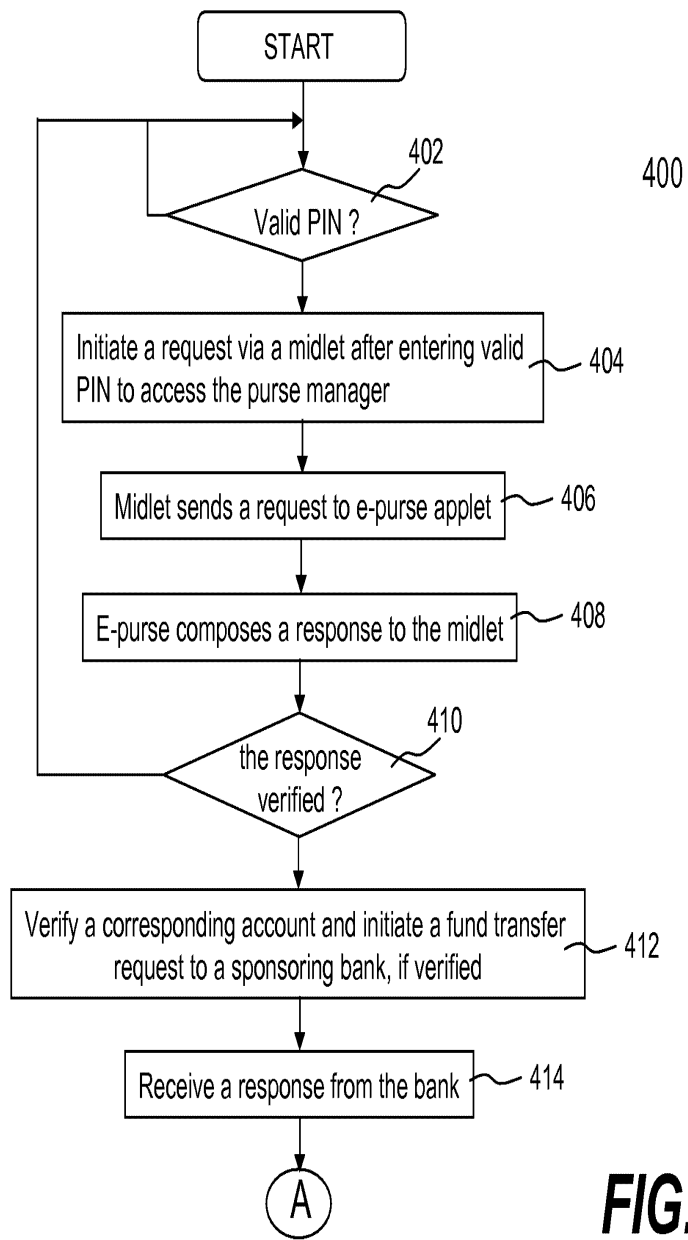 START
402
400
Valid PIN ?
Initiate a request via a midlet after entering valid
PIN to access the purse manager
404
Midlet sends a request to e-purse applet
406
E-purse composes a response to the midlet
408
410
the response
verified ?
Verify a corresponding account and initiate a fund transfer
request to a sponsoring bank, if verified
412
Receive a response from the bank
414
A
FIG.